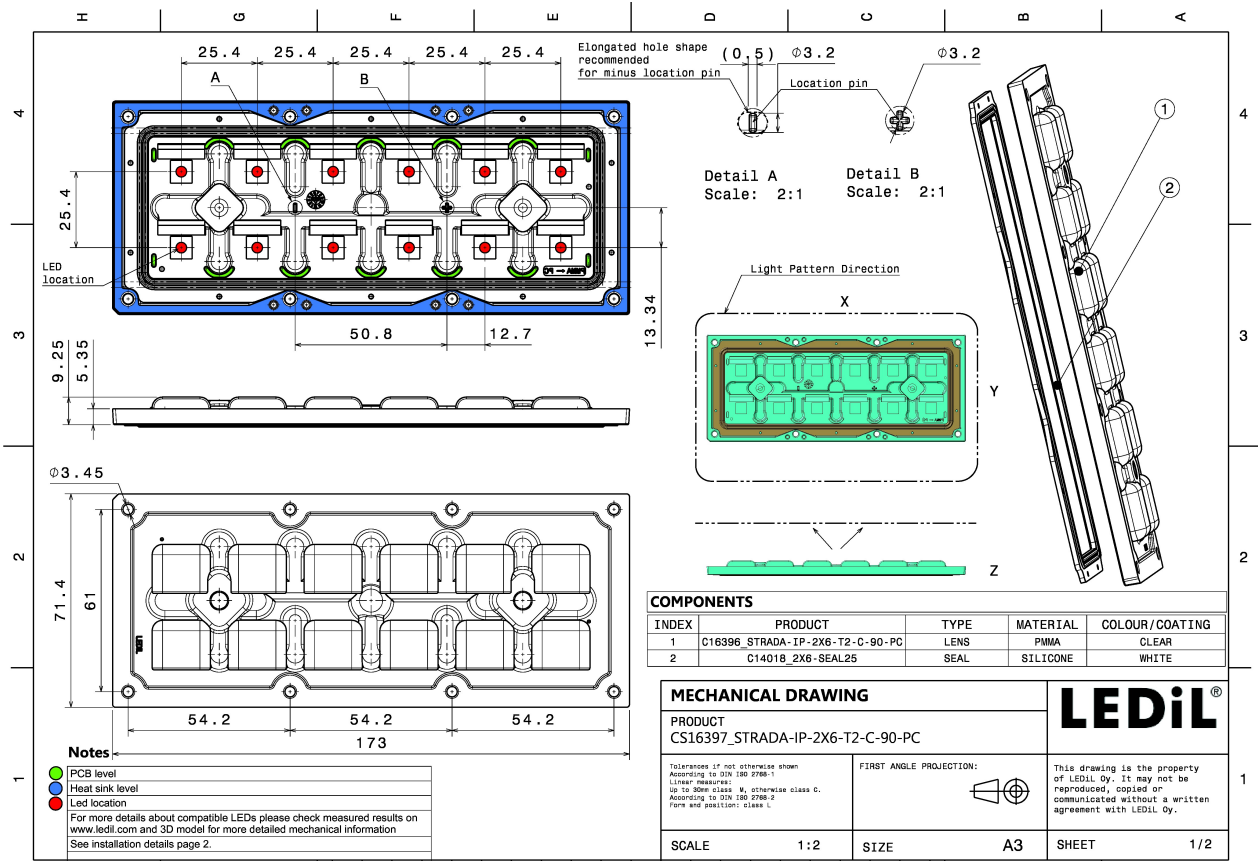 H G F E D C B A
25.4 25.4 25.4 25.4 25.4
A
B
Elongated hole shape
recommended
for minus location pin
(0.5)
∅3.2
∅3.2
Location pin
Detail A
Scale: 2:1
Detail B
Scale: 2:1
4
4
1
2
25.4
LED
location
50.8
12.7
13.34
Light Pattern Direction
X
Y
Z
3
3
9.25
5.35
∅3.45
71.4
61
2
2
54.2 54.2 54.2
173
COMPONENTS
INDEX PRODUCT TYPE MATERIAL COLOUR/COATING
1 C16396_STRADA-IP-2X6-T2-C-90-PC LENS PMMA CLEAR
2 C14018_2X6-SEAL25 SEAL SILICONE WHITE
MECHANICAL DRAWING
PRODUCT
CS16397_STRADA-IP-2X6-T2-C-90-PC
LEDiL®
Tolerances if not otherwise shown
According to DIN ISO 2768-1
Linear measures:
Up to 30mm class M, otherwise class C.
According to DIN ISO 2768-2
Form and position: class L
FIRST ANGLE PROJECTION:
This drawing is the property
of LEDiL Oy. It may not be
reproduced, copied or
communicated without a written
agreement with LEDiL Oy.
SCALE 1:2
SIZE A3
SHEET 1/2
1
1
Notes
PCB level
Heat sink level
Led location
For more details about compatible LEDs please check measured results on
www.ledil.com and 3D model for more detailed mechanical information
See installation details page 2.